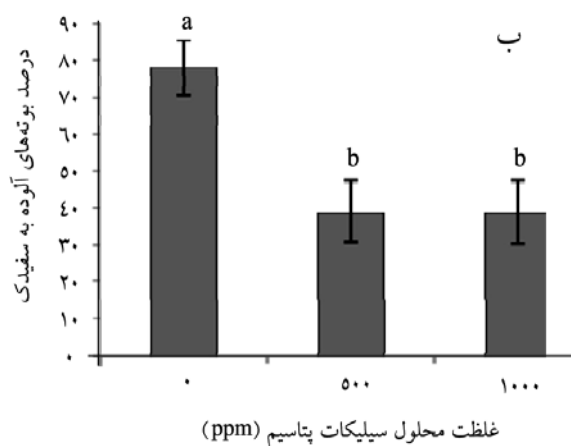 ب
درصد بوته‌های آلوده به سفیدک
۹۰
۸۰
۷۰
۶۰
۵۰
۴۰
۳۰
۲۰
۱۰
۰
a
b
b
۰ ۵۰۰ ۱۰۰۰
غلظت محلول سیلیکات پتاسیم (ppm)